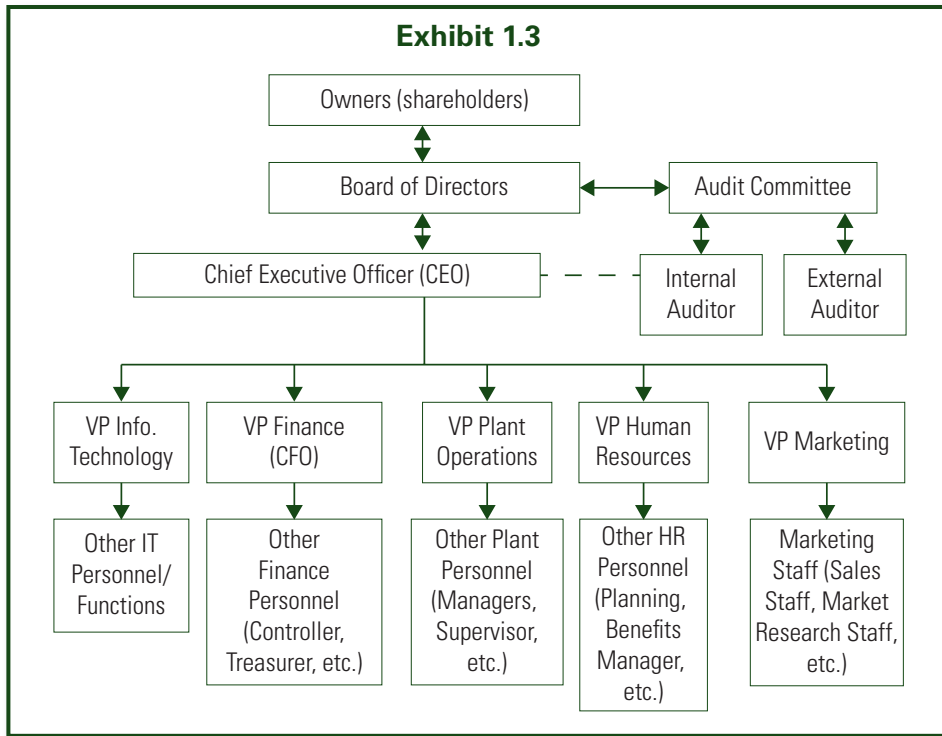 Exhibit 1.3
Owners (shareholders)
Board of Directors
Audit Committee
Chief Executive Officer (CEO)
Internal
Auditor
External
Auditor
VP Info.
Technology
VP Finance
(CFO)
VP Plant
Operations
VP Human
Resources
VP Marketing
Other IT
Personnel/
Functions
Other
Finance
Personnel
(Controller,
Treasurer, etc.)
Other Plant
Personnel
(Managers,
Supervisor,
etc.)
Other HR
Personnel
(Planning,
Benefits
Manager,
etc.)
Marketing
Staff (Sales
Staff, Market
Research Staff,
etc.)